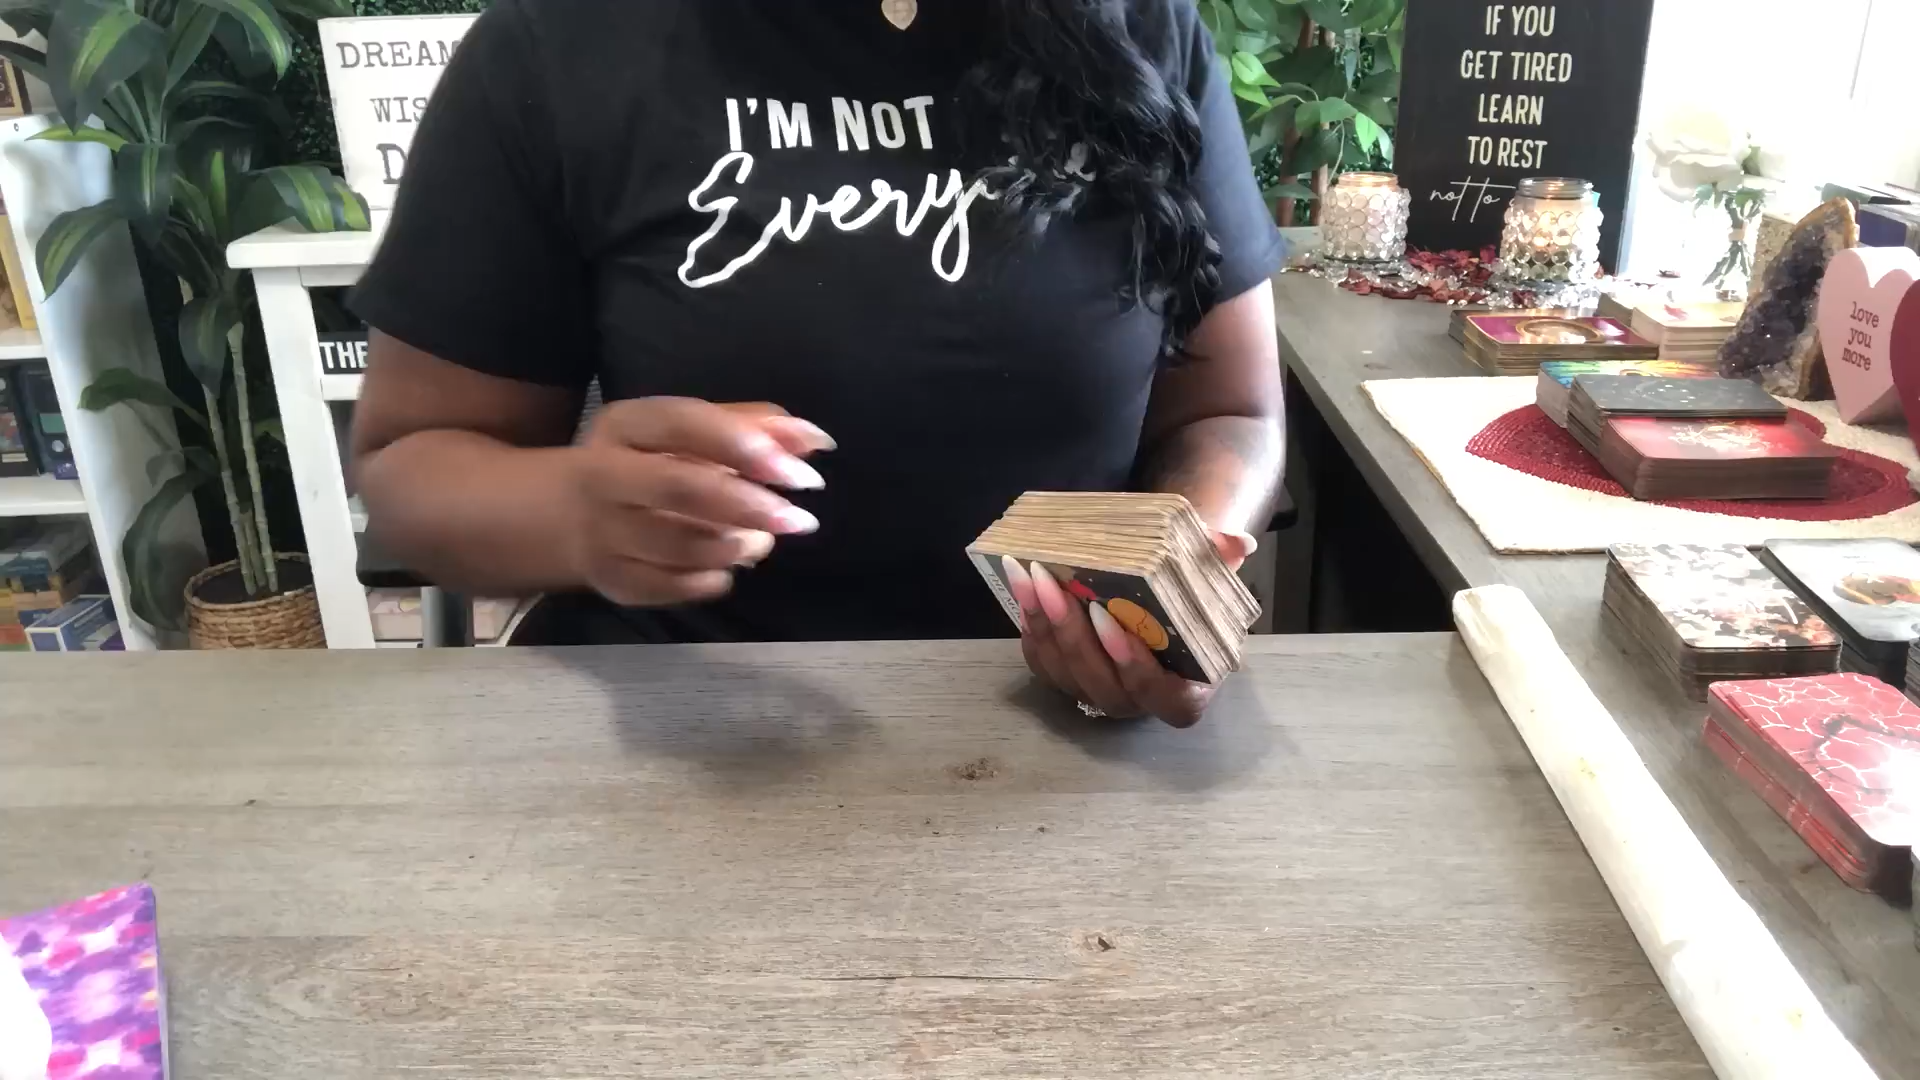 DREAM
WIS
D
THE
I'M NOT
Every
IF YOU
GET TIRED
LEARN
TO REST
not to
love
you
more